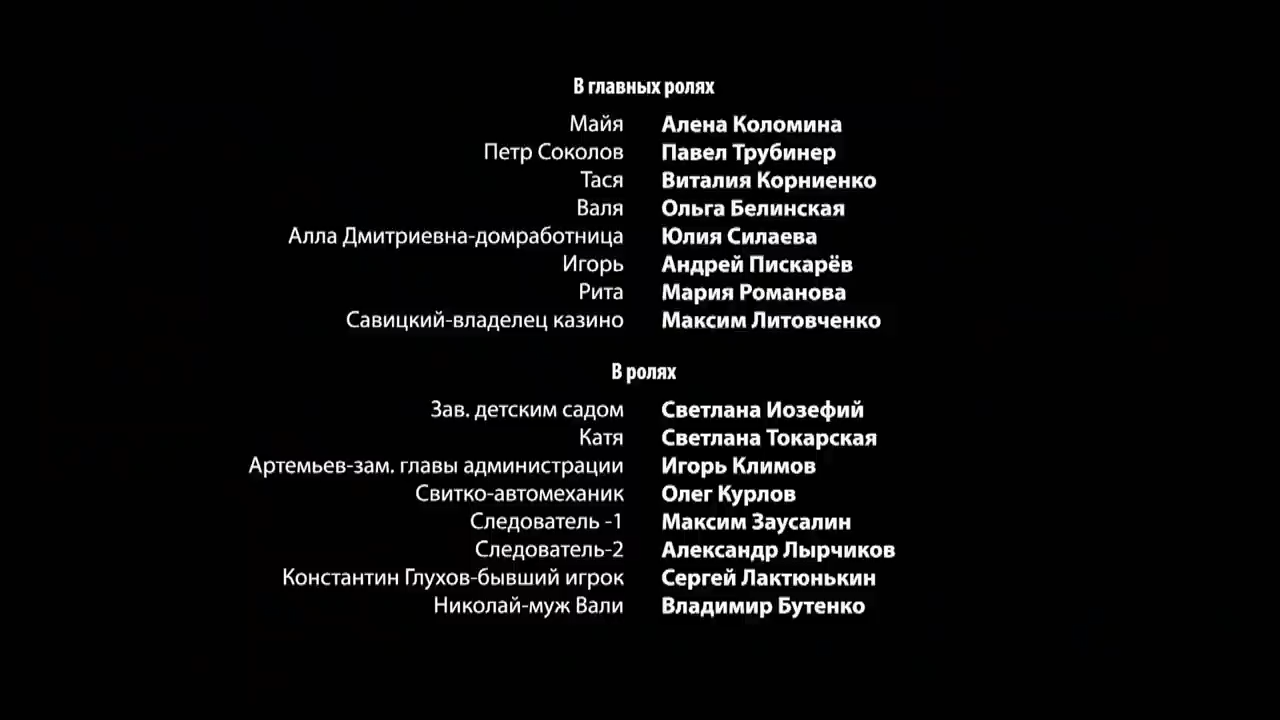 В главных ролях
Майя Алена Коломина
Петр Соколов Павел Трубинер
Тася Виталия Корниенко
Валя Ольга Белинская
Алла Дмитриевна-домработница Юлия Силаева
Игорь Андрей Пискарёв
Рита Мария Романова
Савицкий-владелец казино Максим Литовченко
В ролях
Зав. детским садом Светлана Иозефий
Катя Светлана Токарская
Артемьев-зам. главы администрации Игорь Климов
Свитко-автомеханик Олег Курлов
Следователь -1 Максим Заусалин
Следователь-2 Александр Лырчиков
Константин Глухов-бывший игрок Сергей Лактюнькин
Николай-муж Вали Владимир Бутенко